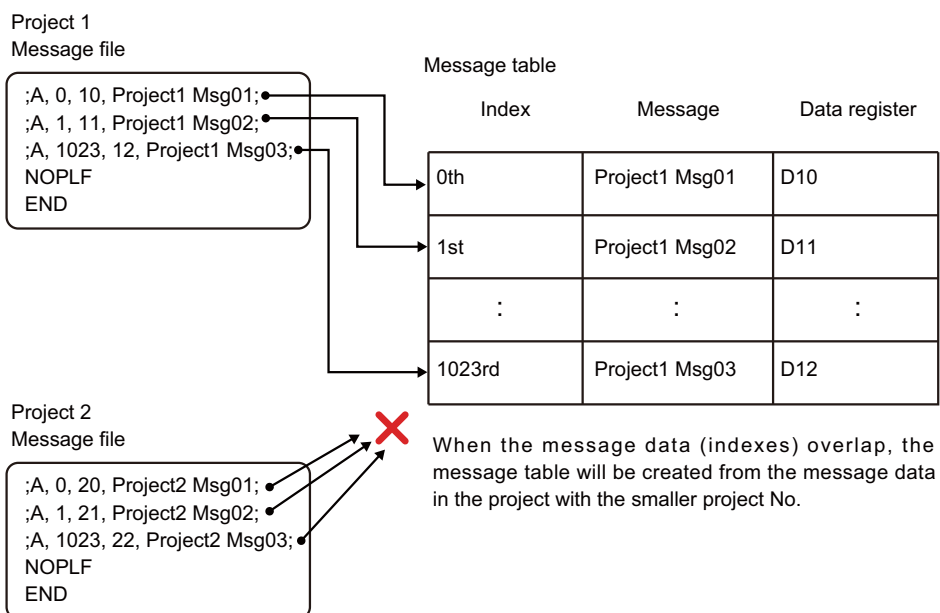 Project 1
Message file
;A, 0, 10, Project1 Msg01;
;A, 1, 11, Project1 Msg02;
;A, 1023, 12, Project1 Msg03;
NOPLF
END
Message table
Index Message Data register
0th Project1 Msg01 D10
1st Project1 Msg02 D11
: : :
1023rd Project1 Msg03 D12
Project 2
Message file
;A, 0, 20, Project2 Msg01;
;A, 1, 21, Project2 Msg02;
;A, 1023, 22, Project2 Msg03;
NOPLF
END
When the message data (indexes) overlap, the
message table will be created from the message data
in the project with the smaller project No.